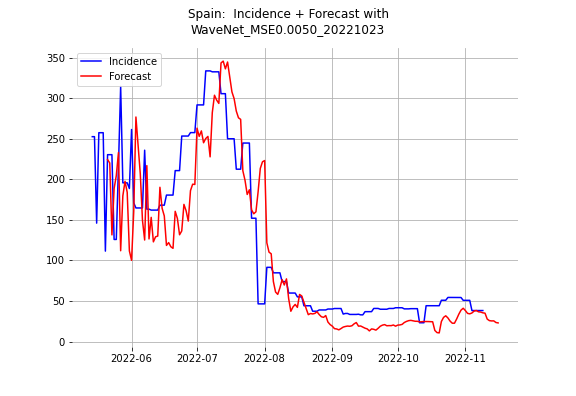 Spain:  Incidence + Forecast with
WaveNet_MSE0.0050_20221023
Incidence
Forecast
350
300
250
200
150
100
50
0
2022-06 2022-07 2022-08 2022-09 2022-10 2022-11